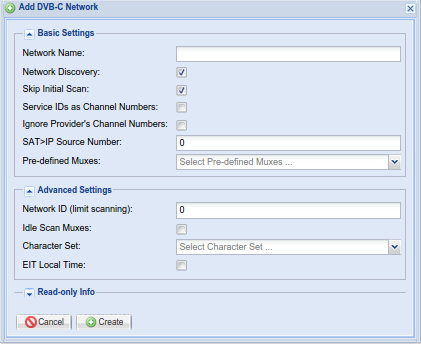 Add DVB-C Network
Basic Settings
Network Name:
Network Discovery:
Skip Initial Scan:
Service IDs as Channel Numbers:
Ignore Provider's Channel Numbers:
SAT>IP Source Number: 0
Pre-defined Muxes: Select Pre-defined Muxes ...
Advanced Settings
Network ID (limit scanning): 0
Idle Scan Muxes:
Character Set: Select Character Set ...
EIT Local Time:
Read-only Info
Cancel Create